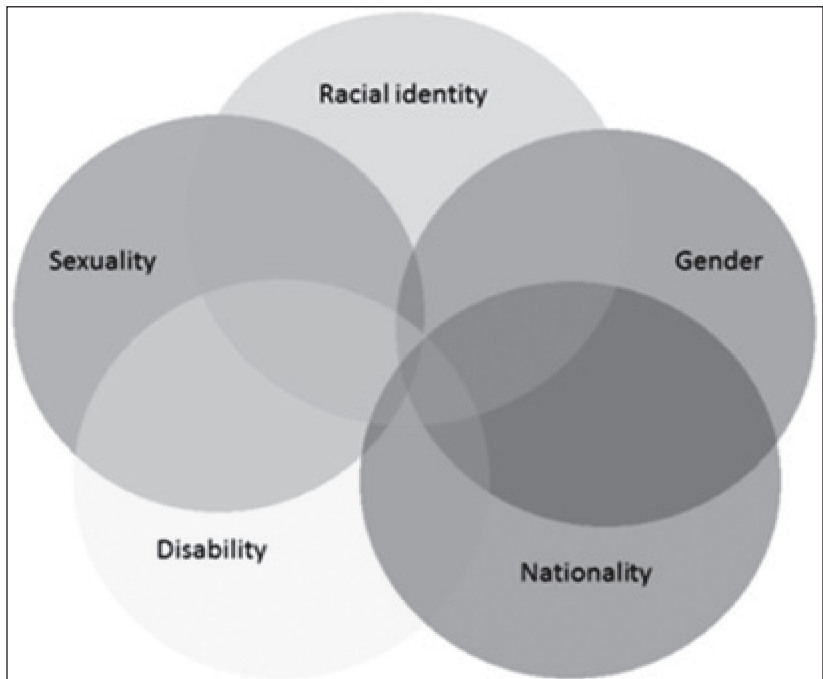 Racial identity
Sexuality
Gender
Disability
Nationality